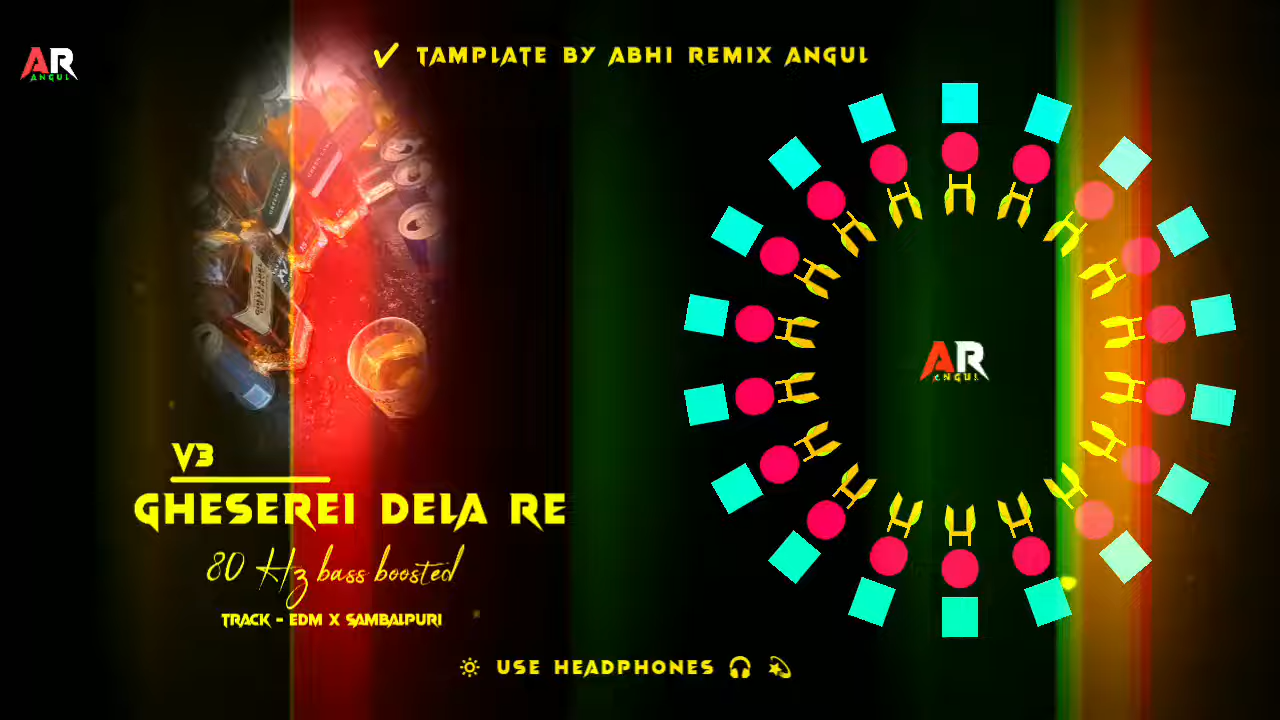 AR
ANGUL
✔ TAMPLATE BY ABHI REMIX ANGUL
AR
ANGUL
V3
GHESEREI DELA RE
80 Hz bass boosted
TRACK - EDM X SAMBALPURI
🔅 USE HEADPHONES 🎧 💫